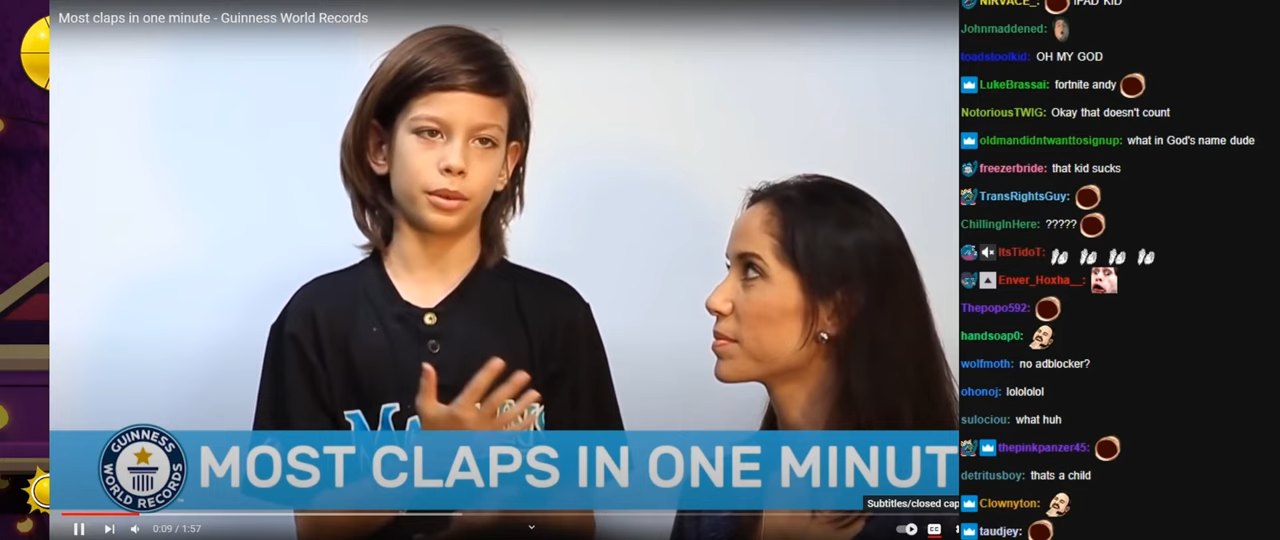 Most claps in one minute - Guinness World Records
MOST CLAPS IN ONE MINUT
GUINNESS
WORLD RECORDS
Subtitles/closed cap
0:09 / 1:57
CC
NIRVACE_: IPAD KID
Johnmaddened:
toadstoolkid: OH MY GOD
LukeBrassai: fortnite andy
NotoriousTWIG: Okay that doesn't count
oldmandidntwanttosignup: what in God's name dude
freezerbride: that kid sucks
TransRightsGuy:
ChillingInHere: ?????
ItsTidoT:
Enver_Hoxha__:
Thepopo592:
handsoap0:
wolfmoth: no adblocker?
ohonoj: lolololol
sulociou: what huh
thepinkpanzer45:
detritusboy: thats a child
Clownyton:
taudjey: